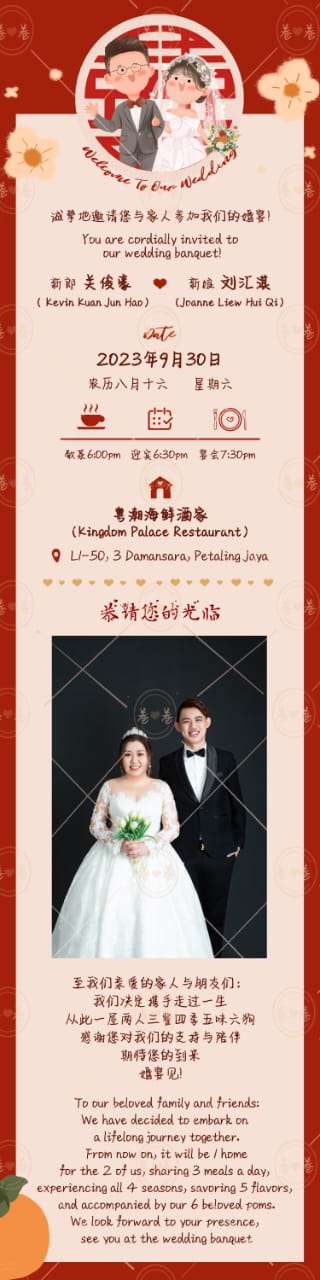 Welcome To Our Wedding
诚挚地邀请您与家人参加我们的婚宴!
You are cordially invited to
our wedding banquet!
新郎 关俊豪 新娘 刘汇淇
(Kevin Kuan Jun Hao) (Joanne Liew Hui Qi)
Date
2023年9月30日
农历八月十六 星期六
歇茶6:00pm 迎宾6:30pm 宴会7:30pm
粤潮海鲜酒家
(Kingdom Palace Restaurant)
L1-50, 3 Damansara, Petaling Jaya
恭请您的光临
至我们亲爱的家人与朋友们:
我们决定携手走过一生
从此一屋两人三餐四季五味六狗
感谢您对我们的支持与陪伴
期待您的到来
婚宴见!
To our beloved family and friends:
We have decided to embark on
a lifelong journey together.
From now on, it will be 1 home
for the 2 of us, sharing 3 meals a day,
experiencing all 4 seasons, savoring 5 flavors,
and accompanied by our 6 beloved poms.
We look forward to your presence,
see you at the wedding banquet